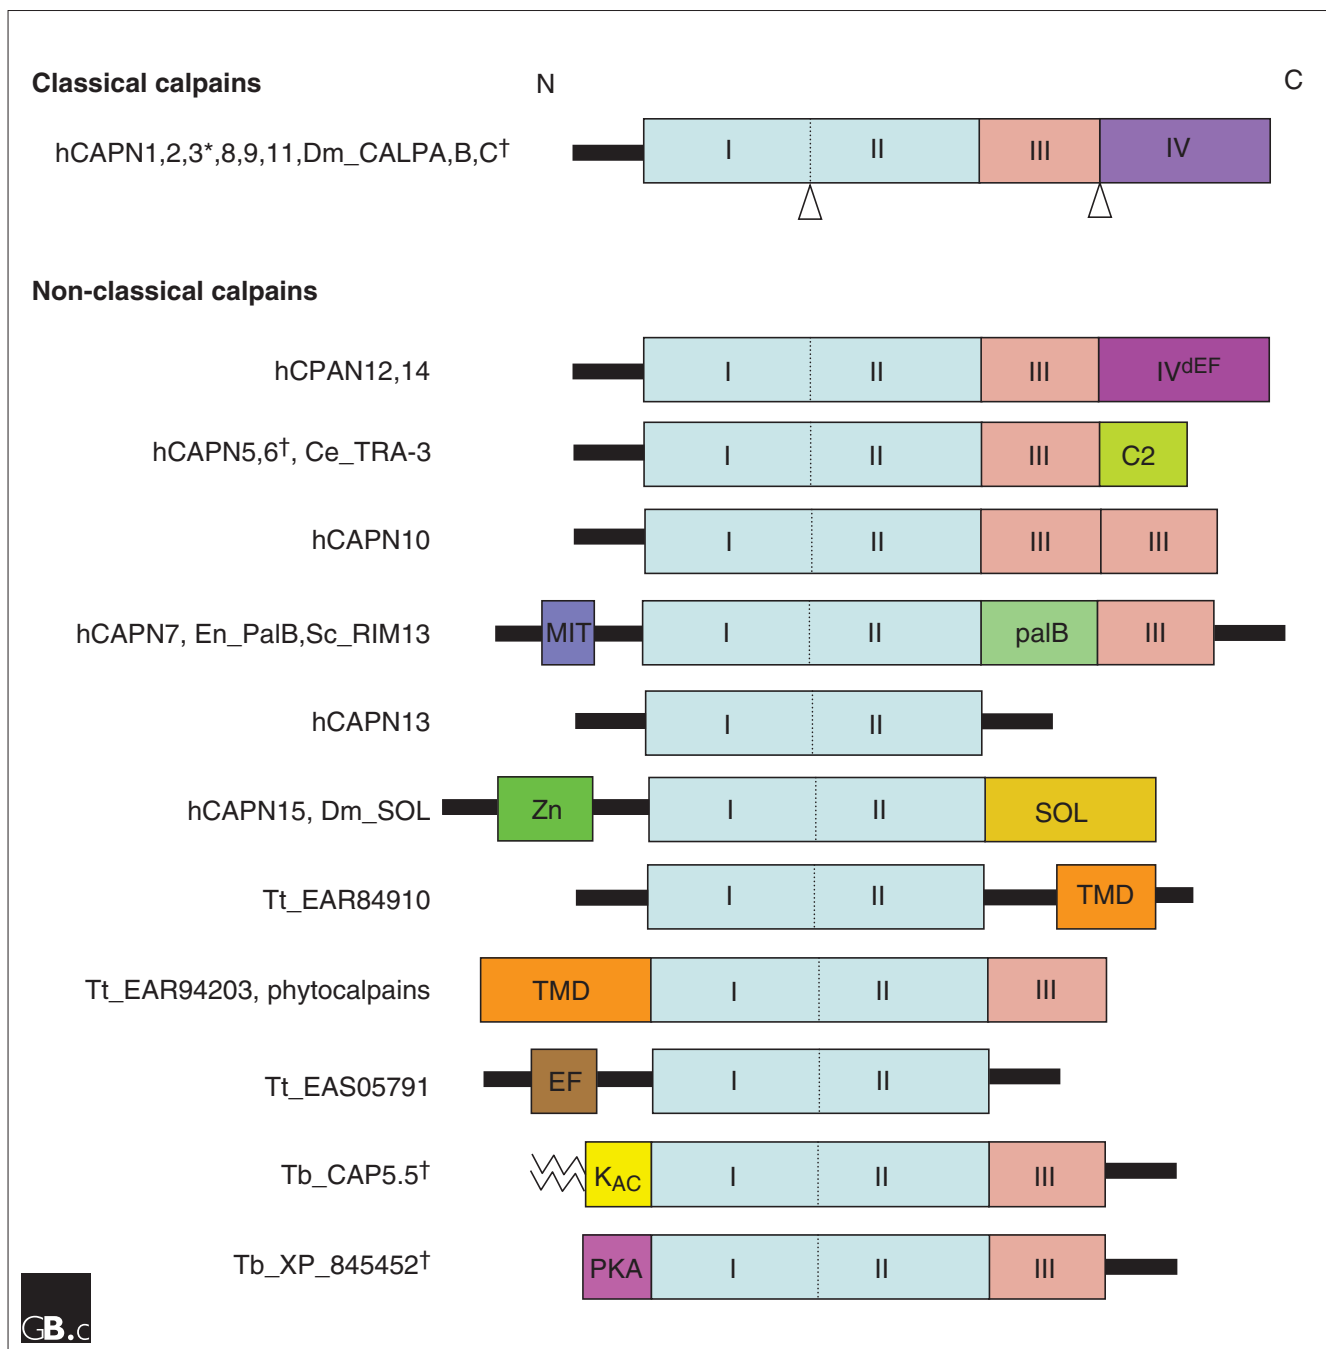 Classical calpains N C
hCAPN1,2,3*,8,9,11,Dm_CALPA,B,C† I II III IV
Non-classical calpains
hCPAN12,14 I II III IVdEF
hCAPN5,6†, Ce_TRA-3 I II III C2
hCAPN10 I II III III
hCAPN7, En_PalB,Sc_RIM13 MIT I II palB III
hCAPN13 I II
hCAPN15, Dm_SOL Zn I II SOL
Tt_EAR84910 I II TMD
Tt_EAR94203, phytocalpains TMD I II III
Tt_EAS05791 EF I II
Tb_CAP5.5† KAC I II III
Tb_XP_845452† PKA I II III
GB.c